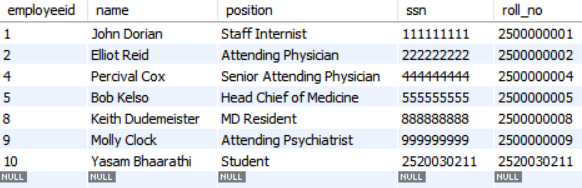 employeeid name position ssn roll_no
1 John Dorian Staff Internist 111111111 2500000001
2 Elliot Reid Attending Physician 222222222 2500000002
4 Percival Cox Senior Attending Physician 444444444 2500000004
5 Bob Kelso Head Chief of Medicine 555555555 2500000005
8 Keith Dudemeister MD Resident 888888888 2500000008
9 Molly Clock Attending Psychiatrist 999999999 2500000009
10 Yasam Bhaarathi Student 2520030211 2520030211
NULL NULL NULL NULL NULL